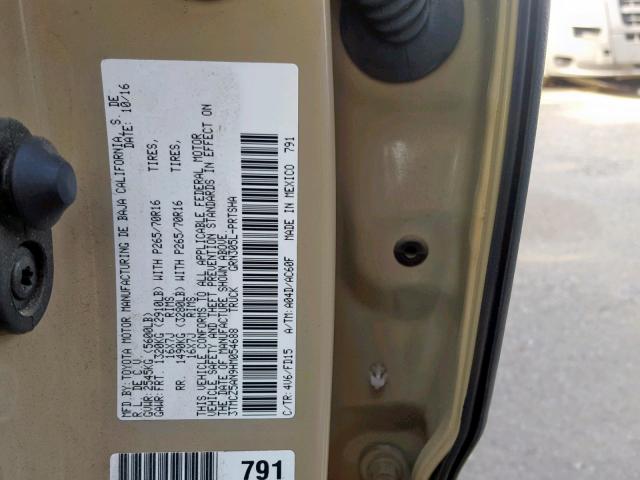 MFD.BY:TOYOTA MOTOR MANUFACTURING DE BAJA CALIFORNIA S. DE
R.L. DE C.V. DATE: 10/16
GVWR: 2545KG (5600LB)
GAWR: FRT. 1320KG (2910LB) WITH P265/70R16 TIRES,
16X7J RIMS,
RR. 1490KG (3280LB) WITH P265/70R16 TIRES,
16X7J RIMS,
THIS VEHICLE CONFORMS TO ALL APPLICABLE FEDERAL MOTOR
VEHICLE SAFETY AND THEFT PREVENTION STANDARDS IN EFFECT ON
THE DATE OF MANUFACTURE SHOWN ABOVE.
3TMCZ5AN9HM054688 TRUCK GRN305L-PRTSHA
C/TR: 4V6/FD15 A/TM: A04D/AC60F MADE IN MEXICO 791
791